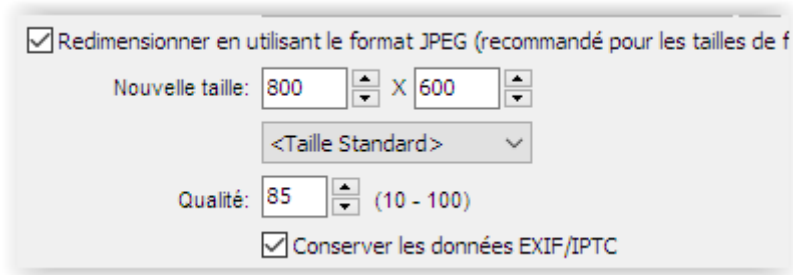 Redimensionner en utilisant le format JPEG (recommandé pour les tailles de f
Nouvelle taille: 800 X 600
<Taille Standard>
Qualité: 85 (10 - 100)
Conserver les données EXIF/IPTC